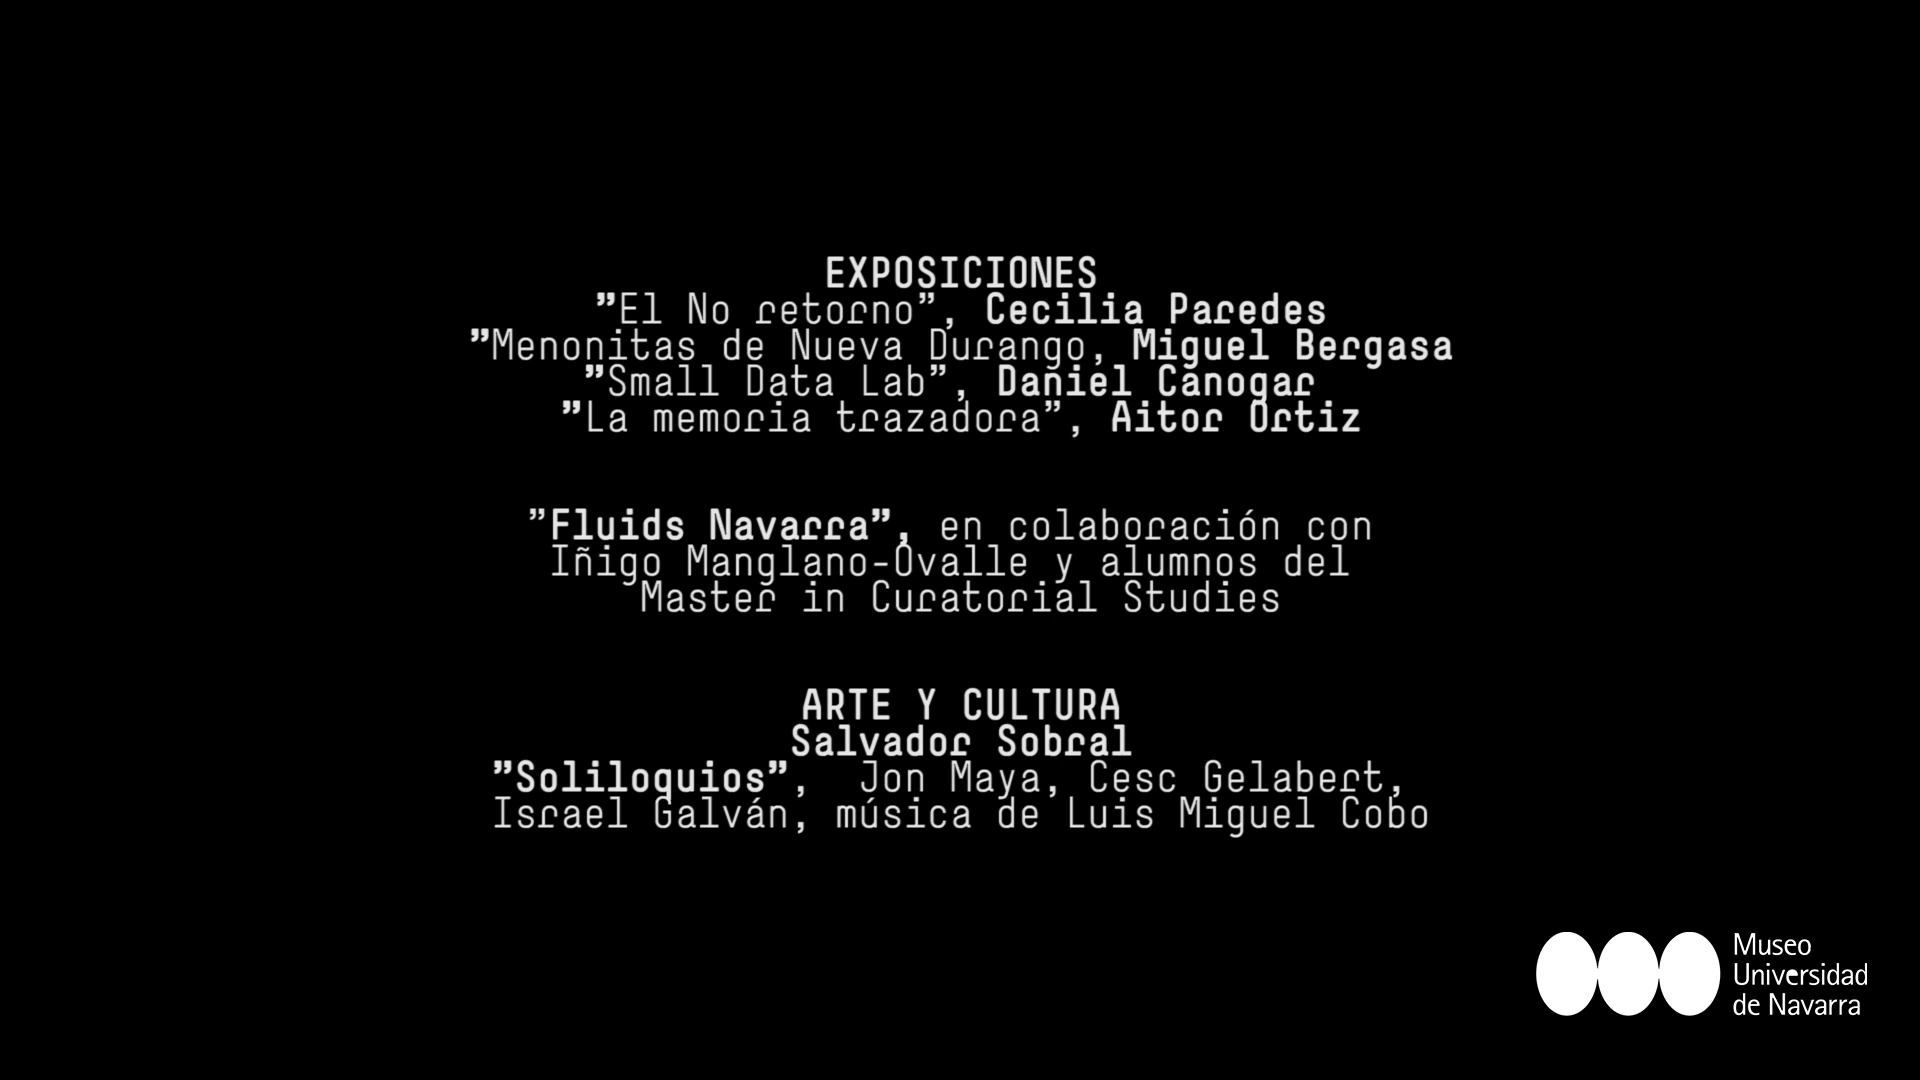 EXPOSICIONES
”El No retorno”, Cecilia Paredes
”Menonitas de Nueva Durango, Miguel Bergasa
”Small Data Lab”, Daniel Canogar
”La memoria trazadora”, Aitor Ortiz
”Fluids Navarra”, en colaboración con
Iñigo Manglano-Ovalle y alumnos del
Master in Curatorial Studies
ARTE Y CULTURA
Salvador Sobral
”Soliloquios”,  Jon Maya, Cesc Gelabert,
Israel Galván, música de Luis Miguel Cobo
Museo
Universidad
de Navarra